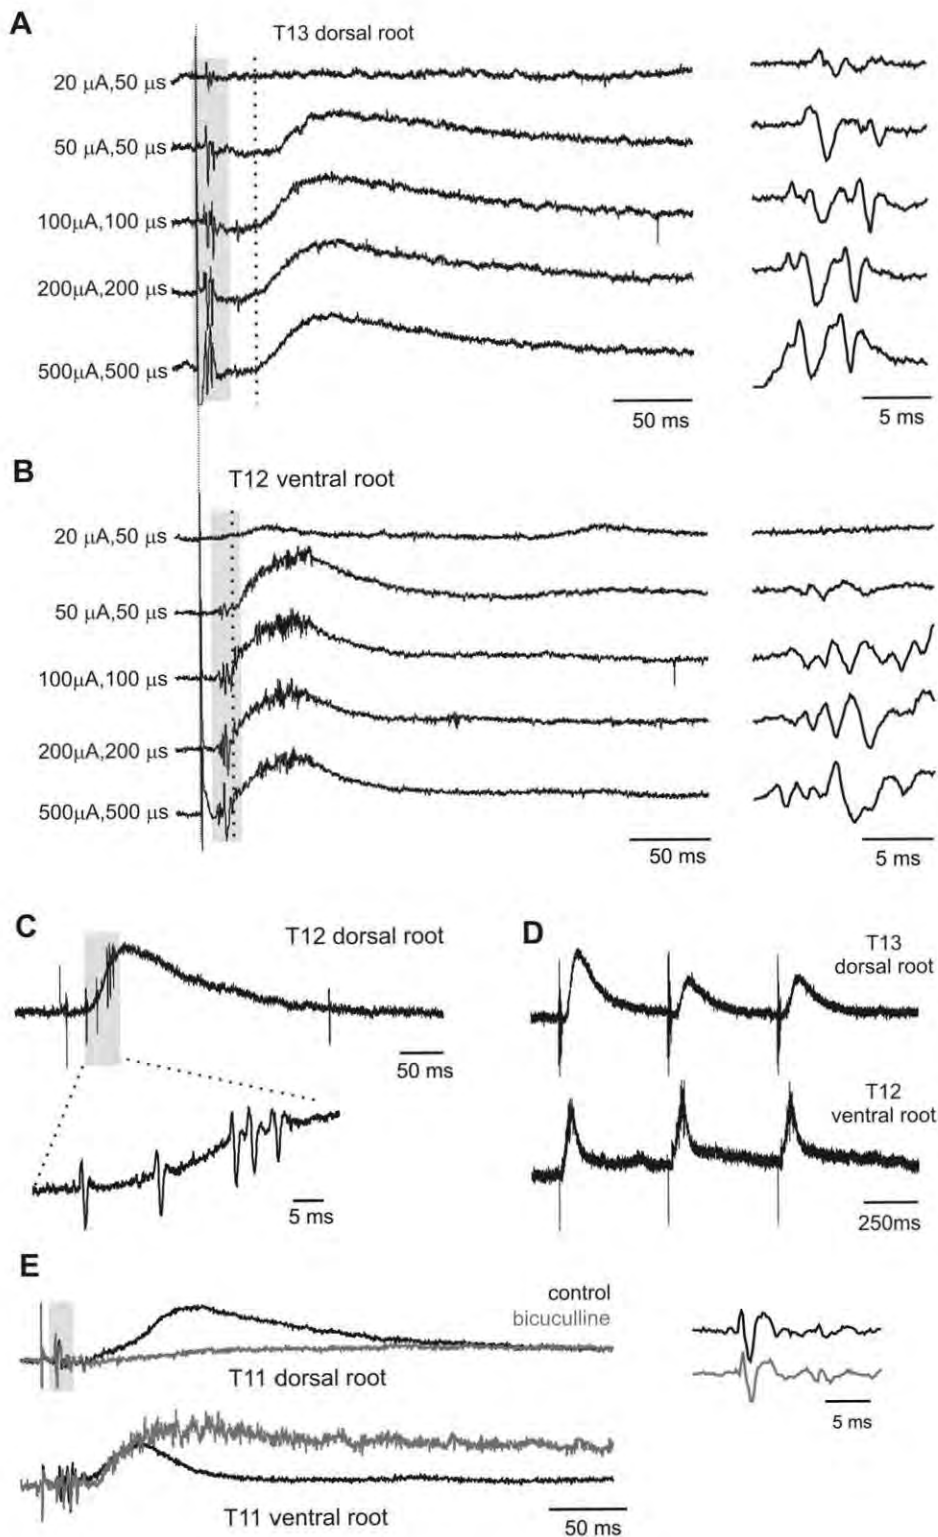 A
T13 dorsal root
20 μA,50 μs
50 μA,50 μs
100μA,100 μs
200μA,200 μs
500μA,500 μs
50 ms
5 ms
B
T12 ventral root
20 μA,50 μs
50 μA,50 μs
100μA,100 μs
200μA,200 μs
500μA,500 μs
50 ms
5 ms
C
T12 dorsal root
50 ms
5 ms
D
T13
dorsal root
T12
ventral root
250ms
E
control
bicuculline
T11 dorsal root
5 ms
T11 ventral root
50 ms